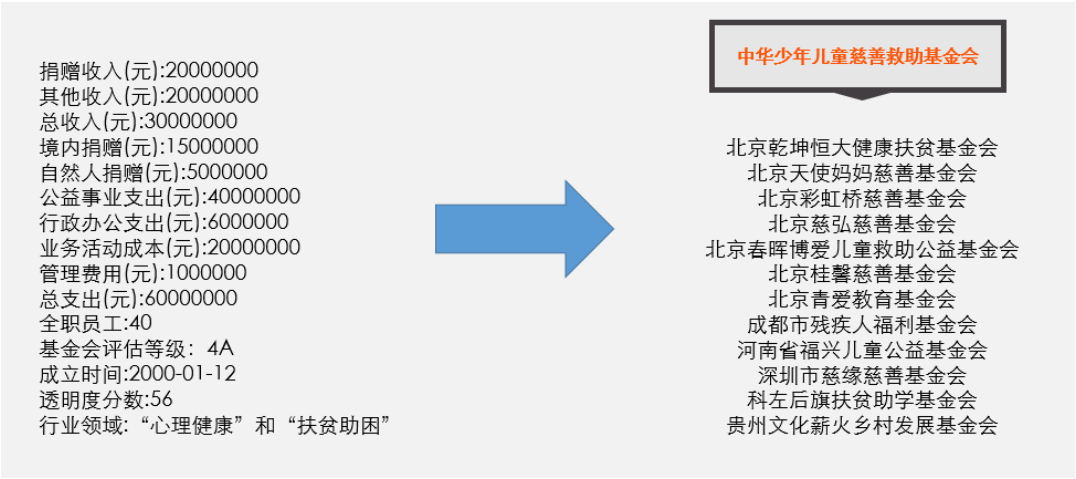 捐赠收入(元):20000000
其他收入(元):20000000
总收入(元):30000000
境内捐赠(元):15000000
自然人捐赠(元):5000000
公益事业支出(元):40000000
行政办公支出(元):6000000
业务活动成本(元):20000000
管理费用(元):1000000
总支出(元):60000000
全职员工:40
基金会评估等级：4A
成立时间:2000-01-12
透明度分数:56
行业领域:“心理健康”和“扶贫助困”
中华少年儿童慈善救助基金会
北京乾坤恒大健康扶贫基金会
北京天使妈妈慈善基金会
北京彩虹桥慈善基金会
北京慈弘慈善基金会
北京春晖博爱儿童救助公益基金会
北京桂馨慈善基金会
北京青爱教育基金会
成都市残疾人福利基金会
河南省福兴儿童公益基金会
深圳市慈缘慈善基金会
科左后旗扶贫助学基金会
贵州文化薪火乡村发展基金会